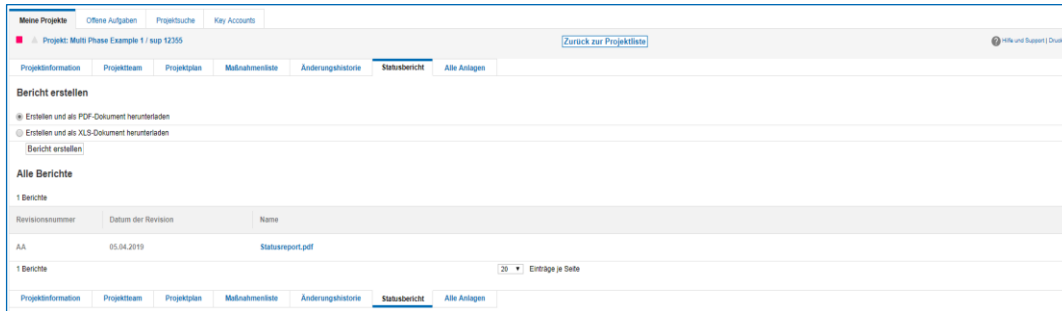 Meine Projekte Offene Aufgaben Projektsuche Key Accounts
Projekt: Multi Phase Example 1 / sup 12355 Zurück zur Projektliste Hilfe und Support | Druck
Projektinformation Projektteam Projektplan Maßnahmenliste Änderungshistorie Statusbericht Alle Anlagen
Bericht erstellen
Erstellen und als PDF-Dokument herunterladen
Erstellen und als XLS-Dokument herunterladen
Bericht erstellen
Alle Berichte
1 Berichte
Revisionsnummer Datum der Revision Name
AA 05.04.2019 Statusreport.pdf
1 Berichte 20 Einträge je Seite
Projektinformation Projektteam Projektplan Maßnahmenliste Änderungshistorie Statusbericht Alle Anlagen